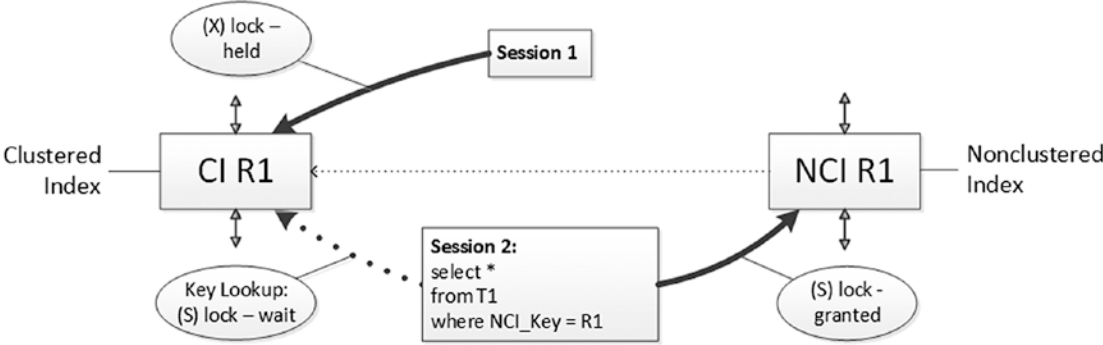 (X) lock –
held
Session 1
Clustered
Index
CI R1
NCI R1
Nonclustered
Index
Session 2:
select *
from T1
where NCI_Key = R1
Key Lookup:
(S) lock – wait
(S) lock -
granted